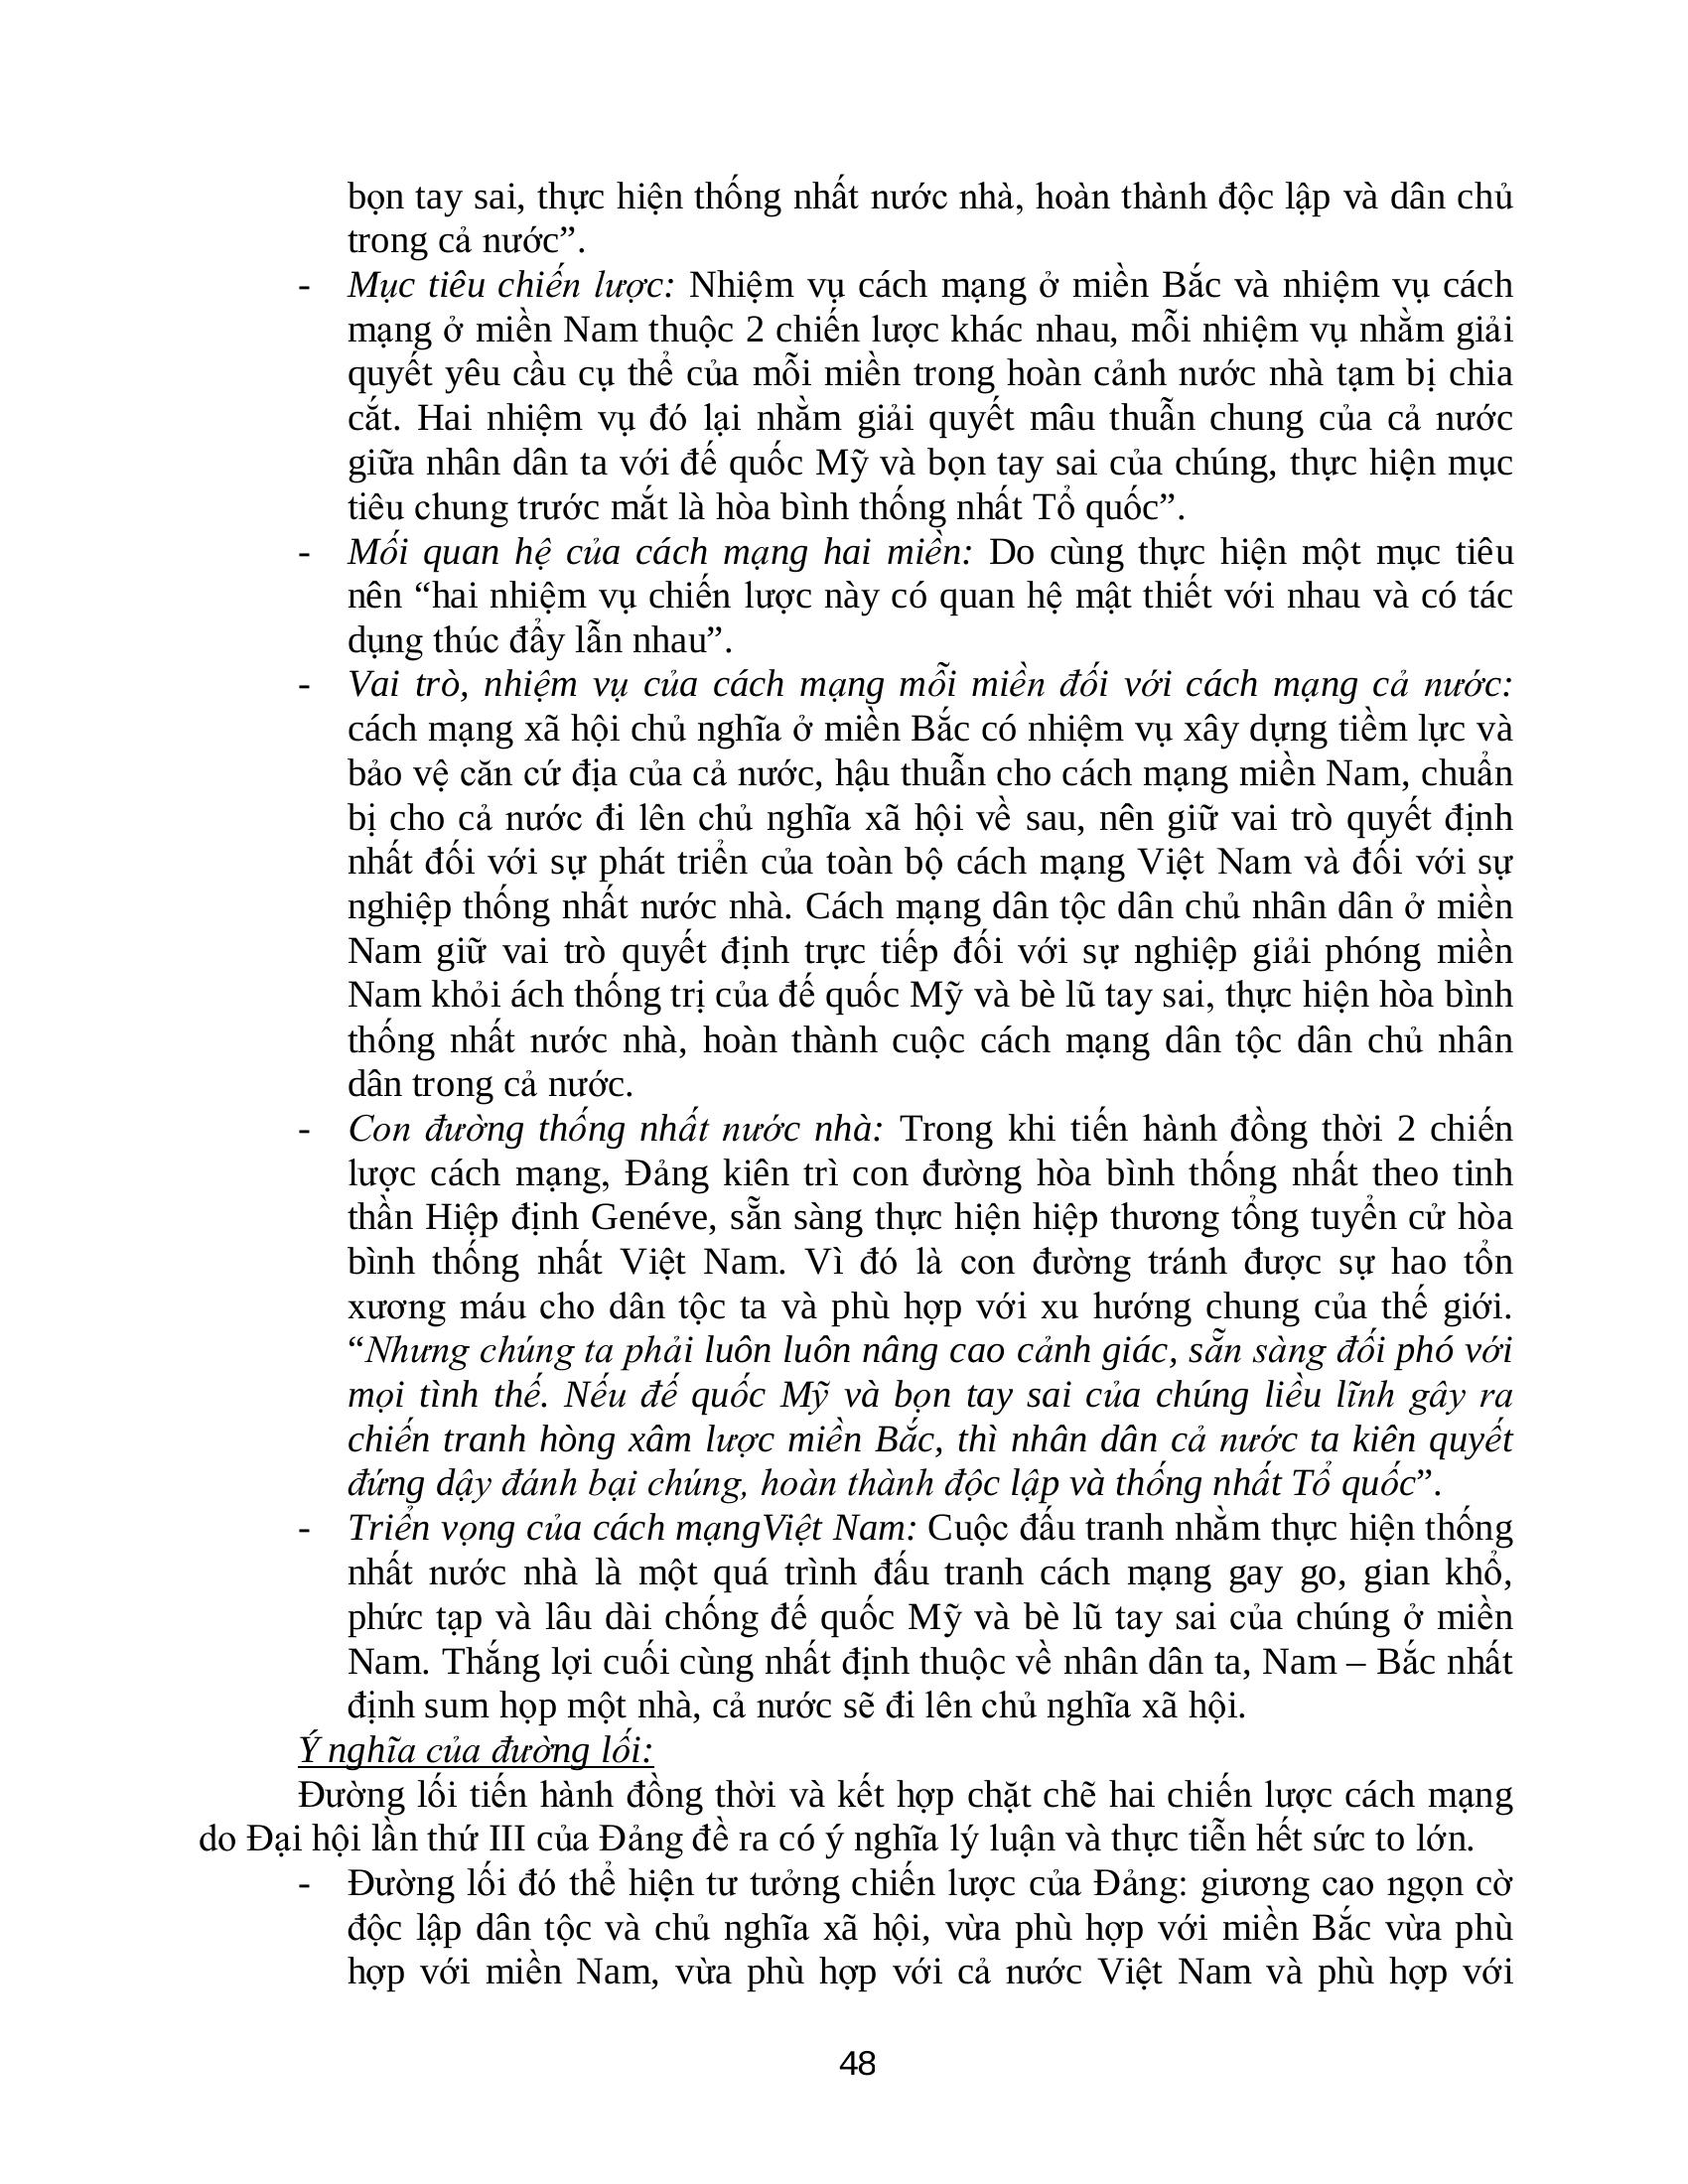 bọn tay sai, thực hiện thống nhất nước nhà, hoàn thành độc lập và dân chủ
trong cả nước”.
- Mục tiêu chiến lược: Nhiệm vụ cách mạng ở miền Bắc và nhiệm vụ cách
mạng ở miền Nam thuộc 2 chiến lược khác nhau, mỗi nhiệm vụ nhằm giải
quyết yêu cầu cụ thể của mỗi miền trong hoàn cảnh nước nhà tạm bị chia
cắt. Hai nhiệm vụ đó lại nhằm giải quyết mâu thuẫn chung của cả nước
giữa nhân dân ta với đế quốc Mỹ và bọn tay sai của chúng, thực hiện mục
tiêu chung trước mắt là hòa bình thống nhất Tổ quốc”.
- Mối quan hệ của cách mạng hai miền: Do cùng thực hiện một mục tiêu
nên “hai nhiệm vụ chiến lược này có quan hệ mật thiết với nhau và có tác
dụng thúc đẩy lẫn nhau”.
- Vai trò, nhiệm vụ của cách mạng mỗi miền đối với cách mạng cả nước:
cách mạng xã hội chủ nghĩa ở miền Bắc có nhiệm vụ xây dựng tiềm lực và
bảo vệ căn cứ địa của cả nước, hậu thuẫn cho cách mạng miền Nam, chuẩn
bị cho cả nước đi lên chủ nghĩa xã hội về sau, nên giữ vai trò quyết định
nhất đối với sự phát triển của toàn bộ cách mạng Việt Nam và đối với sự
nghiệp thống nhất nước nhà. Cách mạng dân tộc dân chủ nhân dân ở miền
Nam giữ vai trò quyết định trực tiếp đối với sự nghiệp giải phóng miền
Nam khỏi ách thống trị của đế quốc Mỹ và bè lũ tay sai, thực hiện hòa bình
thống nhất nước nhà, hoàn thành cuộc cách mạng dân tộc dân chủ nhân
dân trong cả nước.
- Con đường thống nhất nước nhà: Trong khi tiến hành đồng thời 2 chiến
lược cách mạng, Đảng kiên trì con đường hòa bình thống nhất theo tinh
thần Hiệp định Genéve, sẵn sàng thực hiện hiệp thương tổng tuyển cử hòa
bình thống nhất Việt Nam. Vì đó là con đường tránh được sự hao tổn
xương máu cho dân tộc ta và phù hợp với xu hướng chung của thế giới.
“Nhưng chúng ta phải luôn luôn nâng cao cảnh giác, sẵn sàng đối phó với
mọi tình thế. Nếu đế quốc Mỹ và bọn tay sai của chúng liều lĩnh gây ra
chiến tranh hòng xâm lược miền Bắc, thì nhân dân cả nước ta kiên quyết
đứng dậy đánh bại chúng, hoàn thành độc lập và thống nhất Tổ quốc”.
- Triển vọng của cách mạngViệt Nam: Cuộc đấu tranh nhằm thực hiện thống
nhất nước nhà là một quá trình đấu tranh cách mạng gay go, gian khổ,
phức tạp và lâu dài chống đế quốc Mỹ và bè lũ tay sai của chúng ở miền
Nam. Thắng lợi cuối cùng nhất định thuộc về nhân dân ta, Nam – Bắc nhất
định sum họp một nhà, cả nước sẽ đi lên chủ nghĩa xã hội.
Ý nghĩa của đường lối:
Đường lối tiến hành đồng thời và kết hợp chặt chẽ hai chiến lược cách mạng
do Đại hội lần thứ III của Đảng đề ra có ý nghĩa lý luận và thực tiễn hết sức to lớn.
- Đường lối đó thể hiện tư tưởng chiến lược của Đảng: giương cao ngọn cờ
độc lập dân tộc và chủ nghĩa xã hội, vừa phù hợp với miền Bắc vừa phù
hợp với miền Nam, vừa phù hợp với cả nước Việt Nam và phù hợp với
48